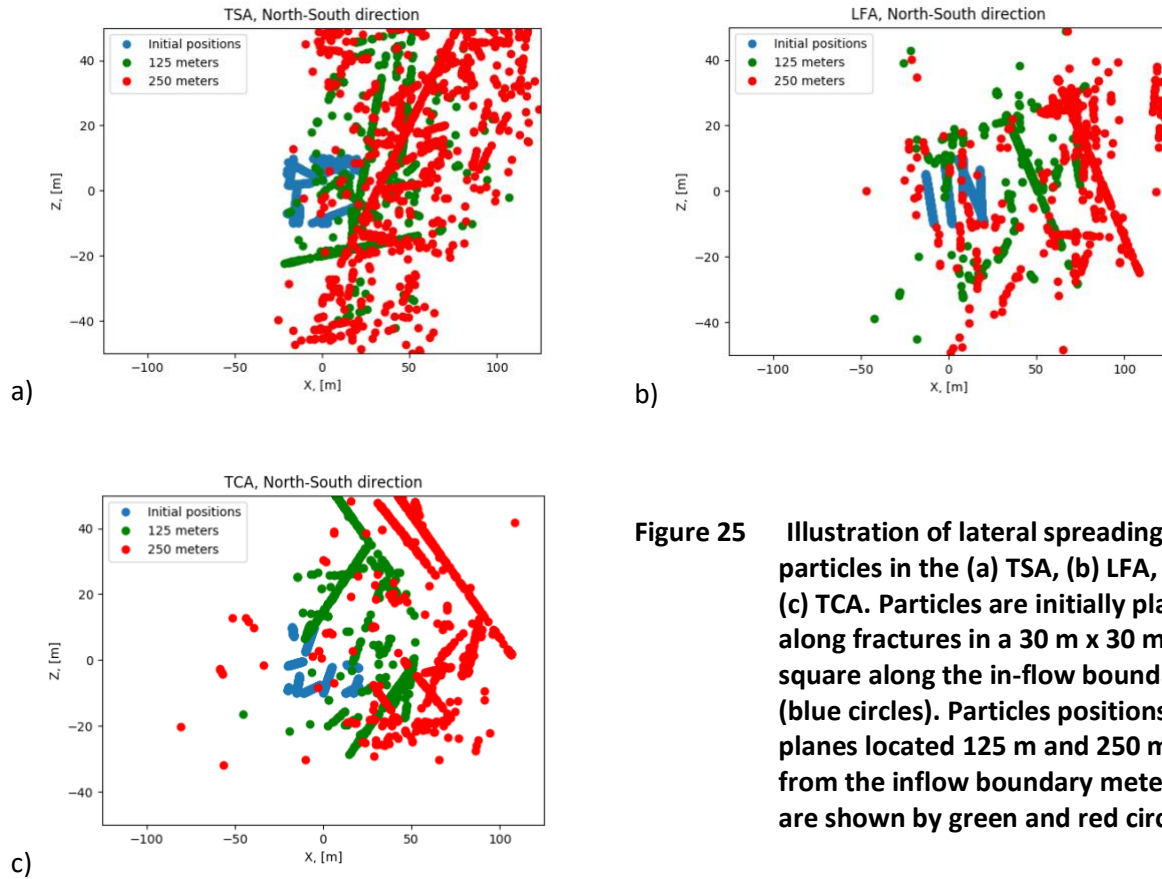 TSA, North-South direction
Initial positions
125 meters
250 meters
40
20
0
−20
−40
Z, [m]
−100
−50
0
50
100
X, [m]
a)
LFA, North-South direction
Initial positions
125 meters
250 meters
40
20
0
−20
−40
Z, [m]
−100
−50
0
50
100
X, [m]
b)
TCA, North-South direction
Initial positions
125 meters
250 meters
40
20
0
−20
−40
Z, [m]
−100
−50
0
50
100
X, [m]
c)
Figure 25 Illustration of lateral spreading
particles in the (a) TSA, (b) LFA,
(c) TCA. Particles are initially
along fractures in a 30 m x 30 m
square along the in-flow
(blue circles). Particles positions
planes located 125 m and 250 m
from the inflow boundary
are shown by green and red